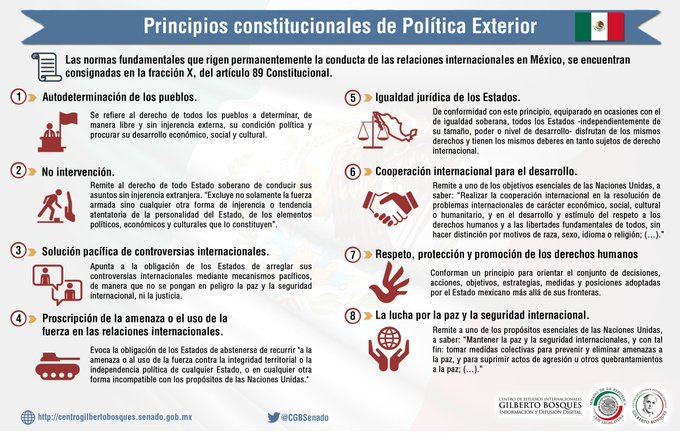 Principios constitucionales de Política Exterior
Las normas fundamentales que rigen permanentemente la conducta de las relaciones internacionales en México, se encuentran
consignadas en la fracción X, del artículo 89 Constitucional.
1 Autodeterminación de los pueblos.
Se refiere al derecho de todos los pueblos a determinar, de
manera libre y sin injerencia externa, su condición política y
procurar su desarrollo económico, social y cultural.
2 No intervención.
Remite al derecho de todo Estado soberano de conducir sus
asuntos sin injerencia extranjera. "Excluye no solamente la fuerza
armada sino cualquier otra forma de injerencia o tendencia
atentatoria de la personalidad del Estado, de los elementos
políticos, económicos y culturales que lo constituyen".
3 Solución pacífica de controversias internacionales.
Apunta a la obligación de los Estados de arreglar sus
controversias internacionales mediante mecanismos pacíficos,
de manera que no se pongan en peligro la paz y la seguridad
internacional, ni la justicia.
4 Proscripción de la amenaza o el uso de la
fuerza en las relaciones internacionales.
Evoca la obligación de los Estados de abstenerse de recurrir "a la
amenaza o al uso de la fuerza contra la integridad territorial o la
independencia política de cualquier Estado, o en cualquier otra
forma incompatible con los propósitos de las Naciones Unidas."
5 Igualdad jurídica de los Estados.
De conformidad con este principio, equiparado en ocasiones con el
de igualdad soberana, todos los Estados -independientemente de
su tamaño, poder o nivel de desarrollo- disfrutan de los mismos
derechos y tienen los mismos deberes en tanto sujetos de derecho
internacional.
6 Cooperación internacional para el desarrollo.
Remite a uno de los objetivos esenciales de las Naciones Unidas, a
saber: "Realizar la cooperación internacional en la resolución de
problemas internacionales de carácter económico, social, cultural
o humanitario, y en el desarrollo y estímulo del respeto a los
derechos humanos y a las libertades fundamentales de todos, sin
hacer distinción por motivos de raza, sexo, idioma o religión; (...)."
7 Respeto, protección y promoción de los derechos humanos
Conforman un principio para orientar el conjunto de decisiones,
acciones, objetivos, estrategias, medidas y posiciones adoptadas
por el Estado mexicano más allá de sus fronteras.
8 La lucha por la paz y la seguridad internacional.
Remite a uno de los propósitos esenciales de las Naciones Unidas,
a saber: "Mantener la paz y la seguridad internacionales, y con tal
fin: tomar medidas colectivas para prevenir y eliminar amenazas a
la paz, y para suprimir actos de agresión u otros quebrantamientos
a la paz; (...)."
http://centrogilbertobosques.senado.gob.mx
@CGBSenado
CENTRO DE ESTUDIOS INTERNACIONALES
GILBERTO BOSQUES
INFORMACIÓN Y DIFUSIÓN DIGITAL